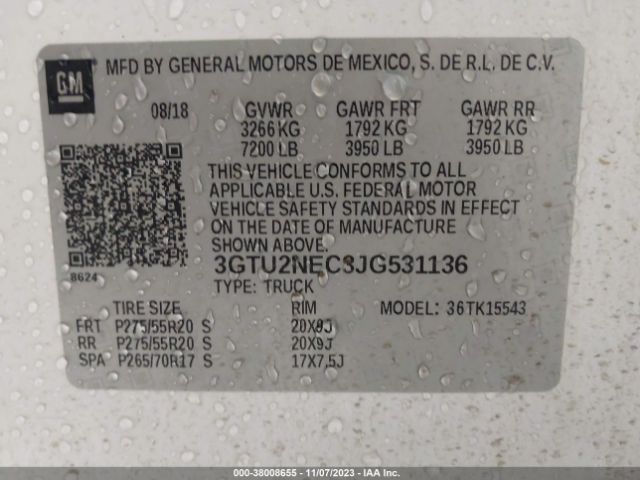 GM
MFD BY GENERAL MOTORS DE MEXICO, S. DE R.L. DE C.V.
08/18 GVWR GAWR FRT GAWR RR
3266 KG 1792 KG 1792 KG
7200 LB 3950 LB 3950 LB
THIS VEHICLE CONFORMS TO ALL
APPLICABLE U.S. FEDERAL MOTOR
VEHICLE SAFETY STANDARDS IN EFFECT
ON THE DATE OF MANUFACTURE
SHOWN ABOVE.
8624
3GTU2NEC3JG531136
TYPE: TRUCK
TIRE SIZE RIM MODEL: 36TK15543
FRT P275/55R20 S 20X9J
RR P275/55R20 S 20X9J
SPA P265/70R17 S 17X7,5J
000-38008655 — 11/07/2023 — IAA Inc.